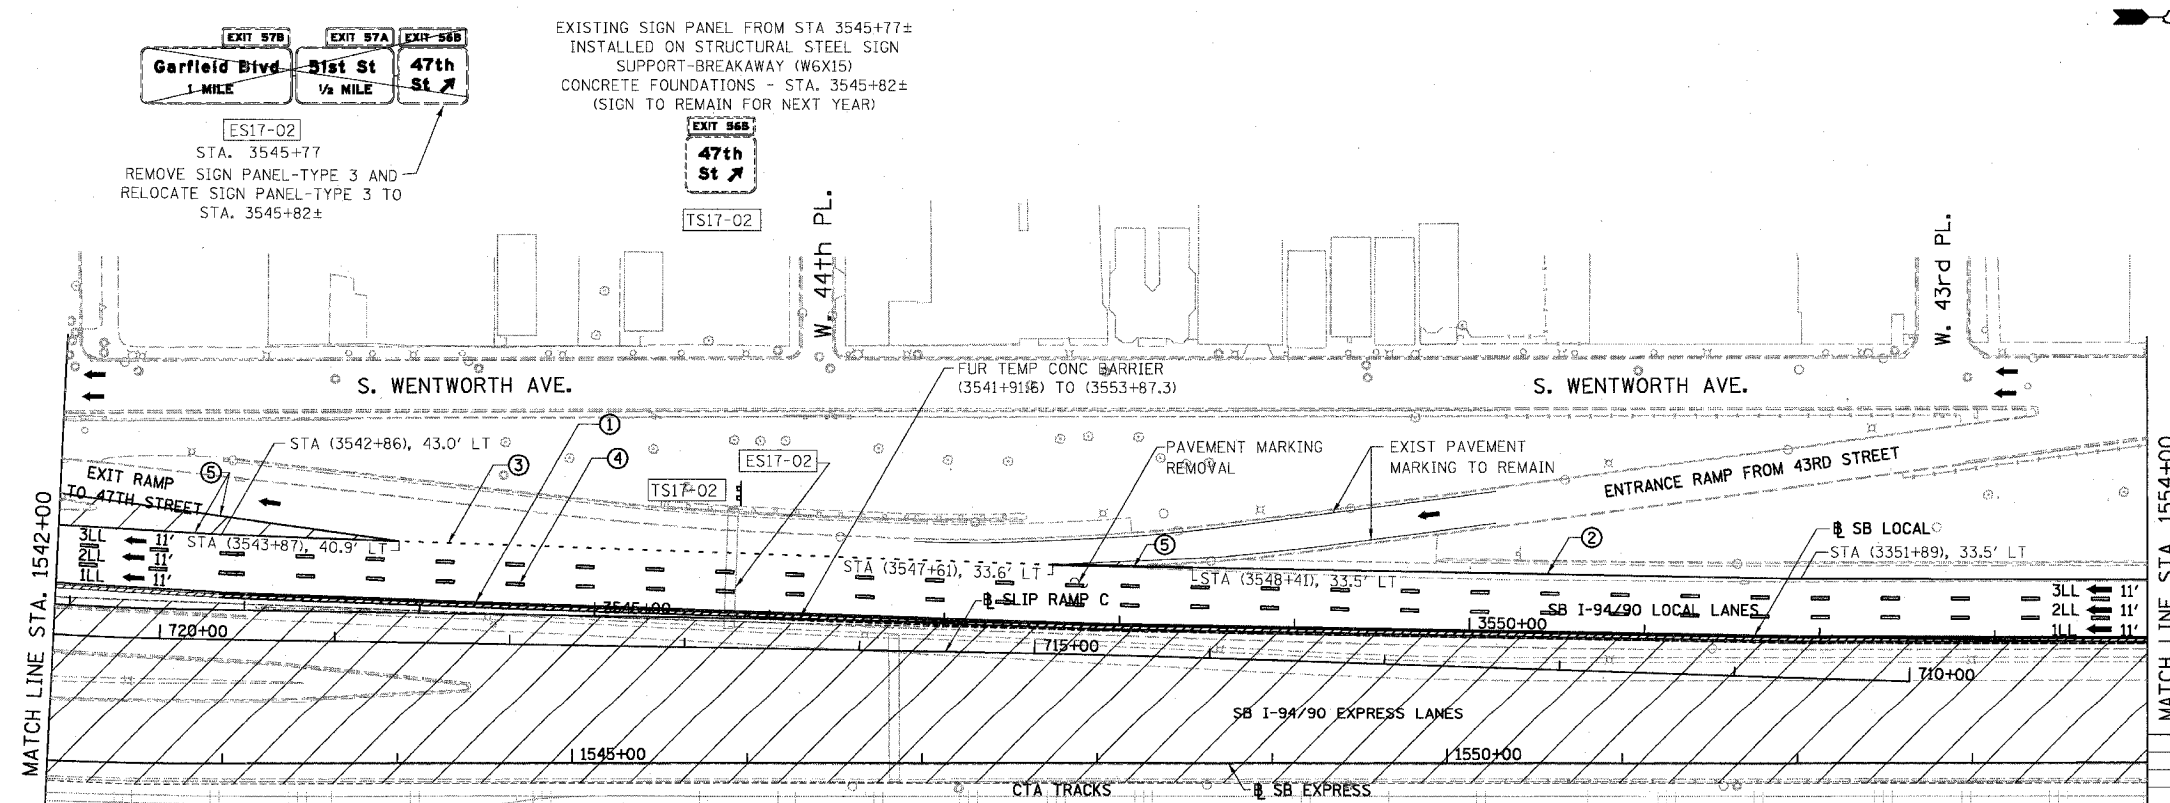 EXIT 57B
EXIT 57A
EXIT 56B
Garfield Blvd
1 MILE
51st St
1/2 MILE
47th
St ↗
ES17-02
STA. 3545+77
REMOVE SIGN PANEL-TYPE 3 AND
RELOCATE SIGN PANEL-TYPE 3 TO
STA. 3545+82±
EXISTING SIGN PANEL FROM STA 3545+77±
INSTALLED ON STRUCTURAL STEEL SIGN
SUPPORT-BREAKAWAY (W6X15)
CONCRETE FOUNDATIONS - STA. 3545+82±
(SIGN TO REMAIN FOR NEXT YEAR)
EXIT 56B
47th
St ↗
TS17-02
W. 44th PL.
W. 43rd PL.
S. WENTWORTH AVE.
FUR TEMP CONC BARRIER
(3541+91.6) TO (3553+87.3)
S. WENTWORTH AVE.
STA (3542+86), 43.0' LT
1
3
4
5
EXIT RAMP
TO 47TH STREET
ES17-02
TS17-02
PAVEMENT MARKING
REMOVAL
EXIST PAVEMENT
MARKING TO REMAIN
ENTRANCE RAMP FROM 43RD STREET
STA (3543+87), 40.9' LT
3LL 11'
2LL 11'
1LL 11'
STA (3547+61), 33.6' LT
5
STA (3548+41), 33.5' LT
2
℄ SB LOCAL
STA (3351+89), 33.5' LT
3LL 11'
2LL 11'
1LL 11'
3545+00
℄ SLIP RAMP C
SB I-94/90 LOCAL LANES
3550+00
720+00
715+00
710+00
SB I-94/90 EXPRESS LANES
1545+00
1550+00
CTA TRACKS
℄ SB EXPRESS
MATCH LINE STA. 1542+00
MATCH LINE STA. 1554+00